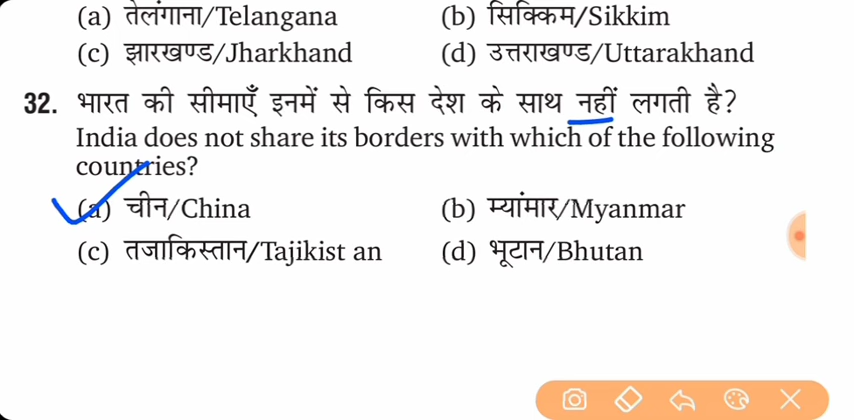 (a) तेलंगाना/Telangana (b) सिक्किम/Sikkim
(c) झारखण्ड/Jharkhand (d) उत्तराखण्ड/Uttarakhand
32. भारत की सीमाएँ इनमें से किस देश के साथ नहीं लगती है?
India does not share its borders with which of the following
countries?
(a) चीन/China (b) म्यांमार/Myanmar
(c) तजाकिस्तान/Tajikist an (d) भूटान/Bhutan